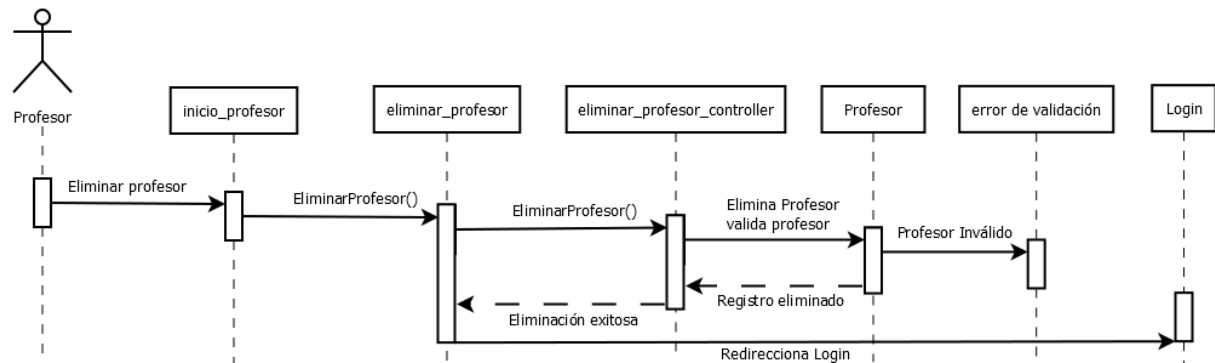 Profesor
inicio_profesor
eliminar_profesor
eliminar_profesor_controller
Profesor
error de validación
Login
Eliminar profesor
EliminarProfesor()
EliminarProfesor()
Elimina Profesor
valida profesor
Profesor Inválido
Registro eliminado
Eliminación exitosa
Redirecciona Login